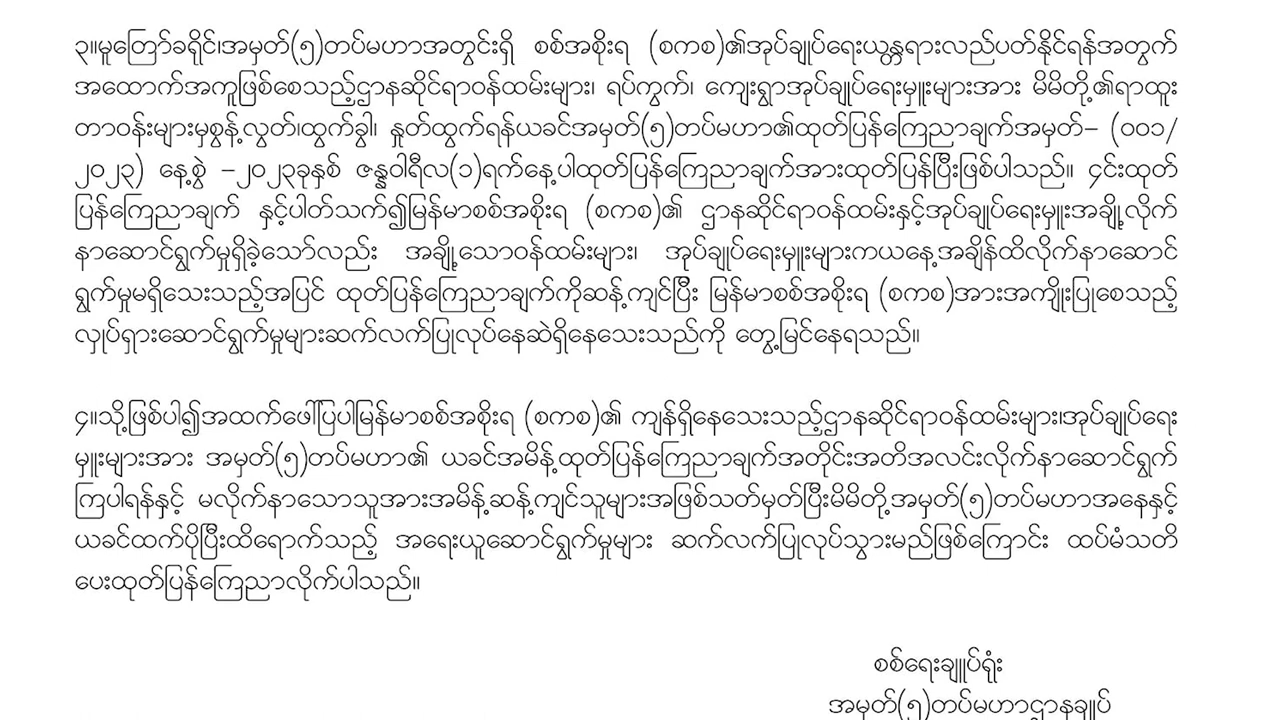 ၃။မူတြော်ခရိုင်၊အမှတ်(၅)တပ်မဟာအတွင်းရှိ စစ်အစိုးရ (စကစ)၏အုပ်ချုပ်ရေးယန္တရားလည်ပတ်နိုင်ရန်အတွက်
အထောက်အကူဖြစ်စေသည့်ဌာနဆိုင်ရာဝန်ထမ်းများ၊ ရပ်ကွက်၊ ကျေးရွာအုပ်ချုပ်ရေးမှူးများအား မိမိတို့၏ရာထူး
တာဝန်းများမှစွန့်လွှတ်၊ထွက်ခွါ၊ နှုတ်ထွက်ရန်ယခင်အမှတ်(၅)တပ်မဟာ၏ထုတ်ပြန်ကြေညာချက်အမှတ်– (၀၀၁/
၂၀၂၃) နေ့စွဲ –၂၀၂၃ခုနှစ် ဇန္နဝါရီလ(၁)ရက်နေ့ပါထုတ်ပြန်ကြေညာချက်အားထုတ်ပြန်ပြီးဖြစ်ပါသည်။ ၄င်းထုတ်
ပြန်ကြေညာချက် နှင့်ပါတ်သက်၍မြန်မာစစ်အစိုးရ (စကစ)၏ ဌာနဆိုင်ရာဝန်ထမ်းနှင့်အုပ်ချုပ်ရေးမှူးအချို့လိုက်
နာဆောင်ရွက်မှုရှိခဲ့သော်လည်း အချို့သောဝန်ထမ်းများ၊ အုပ်ချုပ်ရေးမှူးများကယနေ့အချိန်ထိလိုက်နာဆောင်
ရွက်မှုမရှိသေးသည့်အပြင် ထုတ်ပြန်ကြေညာချက်ကိုဆန့်ကျင်ပြီး မြန်မာစစ်အစိုးရ (စကစ)အားအကျိုးပြုစေသည့်
လှုပ်ရှားဆောင်ရွက်မှုများဆက်လက်ပြုလုပ်နေဆဲရှိနေသေးသည်ကို တွေ့မြင်နေရသည်။
၄။သို့ဖြစ်ပါ၍အထက်ဖေါ်ပြပါမြန်မာစစ်အစိုးရ (စကစ)၏ ကျန်ရှိနေသေးသည့်ဌာနဆိုင်ရာဝန်ထမ်းများ၊အုပ်ချုပ်ရေး
မှူးများအား အမှတ်(၅)တပ်မဟာ၏ ယခင်အမိန့်ထုတ်ပြန်ကြေညာချက်အတိုင်းအတိအလင်းလိုက်နာဆောင်ရွက်
ကြပါရန်နှင့် မလိုက်နာသောသူအားအမိန့်ဆန့်ကျင်သူများအဖြစ်သတ်မှတ်ပြီးမိမိတို့အမှတ်(၅)တပ်မဟာအနေနှင့်
ယခင်ထက်ပိုပြီးထိရောက်သည့် အရေးယူဆောင်ရွက်မှုများ ဆက်လက်ပြုလုပ်သွားမည်ဖြစ်ကြောင်း ထပ်မံသတိ
ပေးထုတ်ပြန်ကြေညာလိုက်ပါသည်။
စစ်ရေးချူပ်ရုံး
အမှတ်(၅)တပ်မဟာဌာနချုပ်